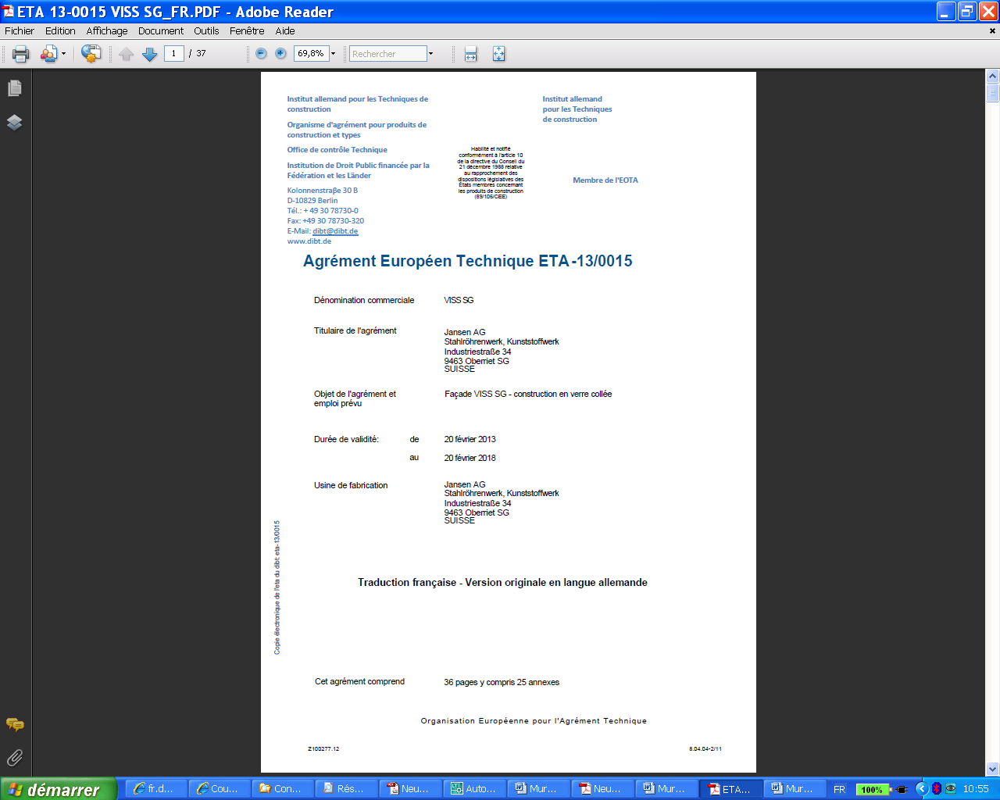 ETA 13-0015 VISS SG_FR.PDF - Adobe Reader
Fichier Edition Affichage Document Outils Fenêtre Aide
1 / 37 69,8% Rechercher
Institut allemand pour les Techniques de
construction
Organisme d'agrément pour produits de
construction et types
Office de contrôle Technique
Institution de Droit Public financée par la
Fédération et les Länder
Kolonnenstraβe 30 B
D-10829 Berlin
Tél.: + 49 30 78730-0
Fax: +49 30 78730-320
E-Mail: dibt@dibt.de
www.dibt.de
Habilité et notifié
conformément à l'article 10
de la directive du Conseil du
21 décembre 1988 relative
au rapprochement des
dispositions législatives des
États membres concernant
les produits de construction
(89/106/CEE)
Institut allemand
pour les Techniques
de construction
Membre de l'EOTA
Agrément Européen Technique ETA-13/0015
Dénomination commerciale VISS SG
Titulaire de l'agrément
Jansen AG
Stahlröhrenwerk, Kunststoffwerk
Industriestraße 34
9463 Oberriet SG
SUISSE
Objet de l'agrément et
emploi prévu
Façade VISS SG - construction en verre collée
Durée de validité: de 20 février 2013
au 20 février 2018
Usine de fabrication
Jansen AG
Stahlröhrenwerk, Kunststoffwerk
Industriestraße 34
9463 Oberriet SG
SUISSE
Copie électronique de l'eta du dibt: eta-13/0015
Traduction française - Version originale en langue allemande
Cet agrément comprend 36 pages y compris 25 annexes
Organisation Européenne pour l'Agrément Technique
Z100277.12 8.04.04-2/11
démarrer fr.d... Cou... Con... Rés... Neu... Auto... Mur... Neu... Mur... ETA... Mur... FR 100% 10:55